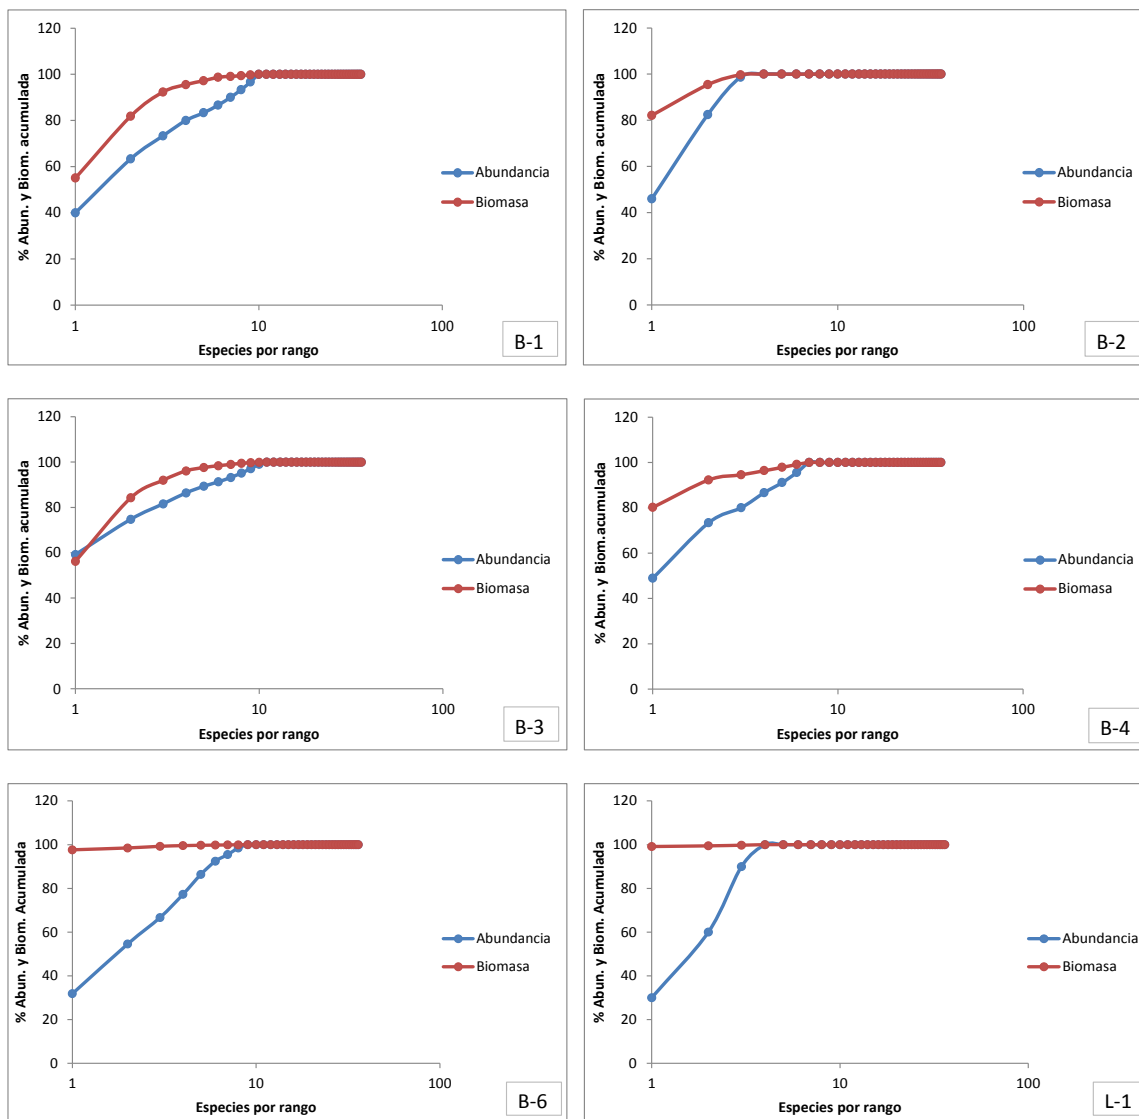 120
100
80
60
40
20
0
% Abun. y Biom. acumulada
1
10
100
Especies por rango
Abundancia
Biomasa
B-1
120
100
80
60
40
20
0
% Abun. y Biom. acumulada
1
10
100
Especies por rango
Abundancia
Biomasa
B-2
120
100
80
60
40
20
0
% Abun. y Biom. acumulada
1
10
100
Especies por rango
Abundancia
Biomasa
B-3
120
100
80
60
40
20
0
% Abun. y Biom.acumulada
1
10
100
Especies por rango
Abundancia
Biomasa
B-4
120
100
80
60
40
20
0
% Abun. y Biom. Acumulada
1
10
100
Especies por rango
Abundancia
Biomasa
B-6
120
100
80
60
40
20
0
% Abun. y Biom. Acumulada
1
10
100
Especies por rango
Abundancia
Biomasa
L-1